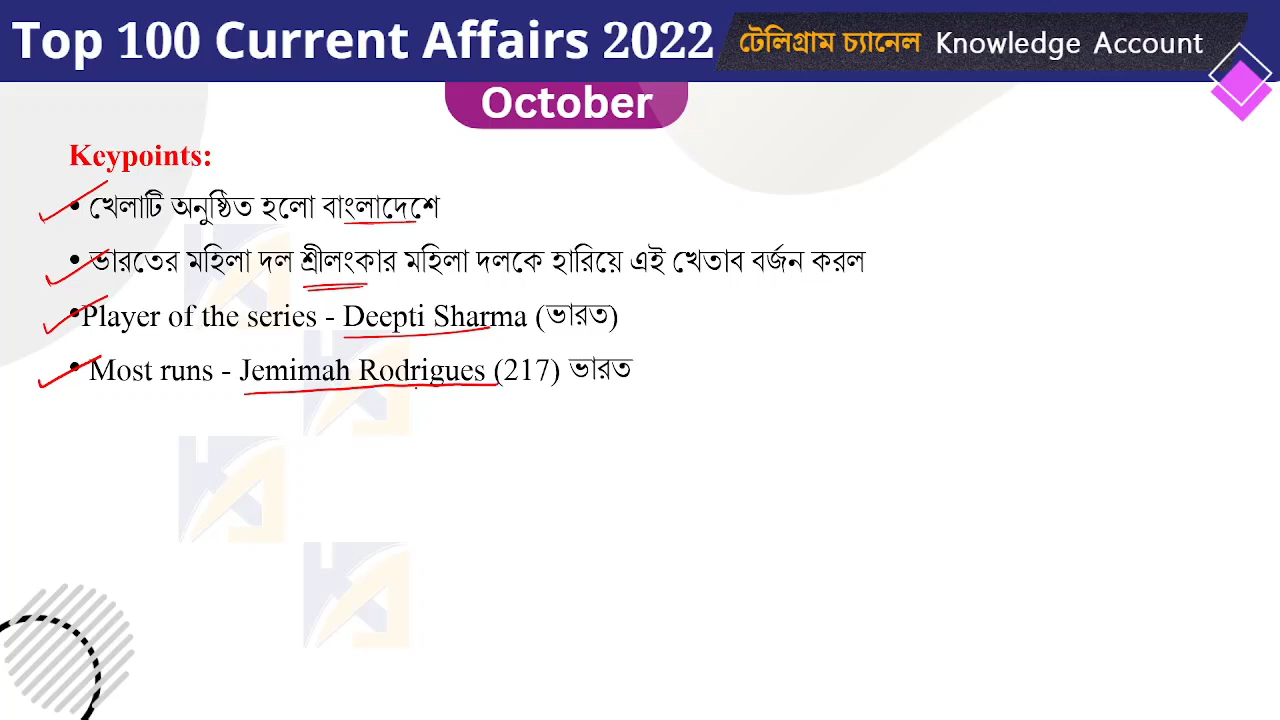 Top 100 Current Affairs 2022 টেলিগ্রাম চ্যানেল Knowledge Account
October
Keypoints:
• খেলাটি অনুষ্ঠিত হলো বাংলাদেশে
• ভারতের মহিলা দল শ্রীলংকার মহিলা দলকে হারিয়ে এই খেতাব বর্জন করল
•Player of the series - Deepti Sharma (ভারত)
• Most runs - Jemimah Rodrigues (217) ভারত